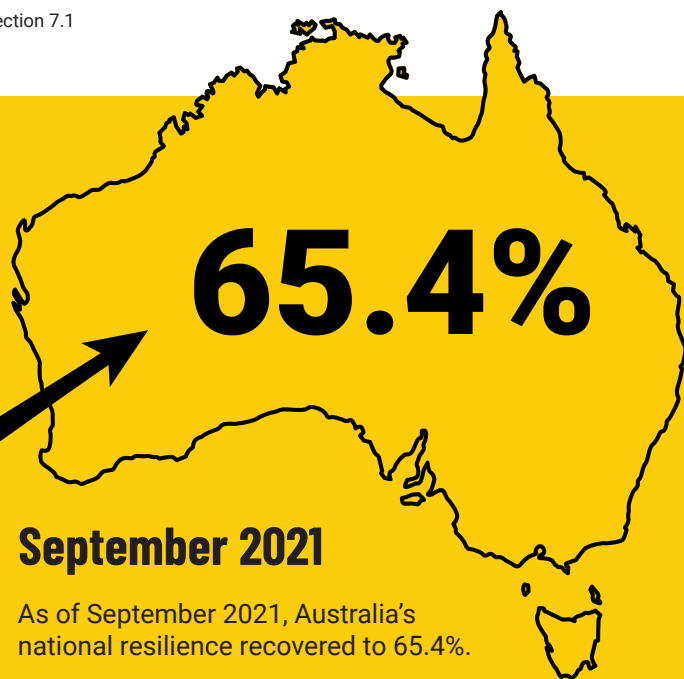 ection 7.1
65.4%
September 2021
As of September 2021, Australia's
national resilience recovered to 65.4%.